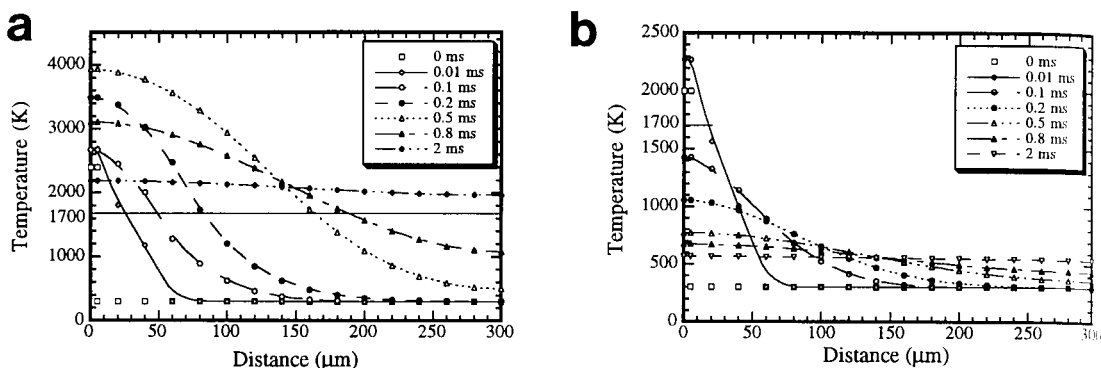 a
Temperature (K)
4000
3000
2000
1700
1000
0
0 50 100 150 200 250 300
Distance (μm)
0 ms
0.01 ms
0.1 ms
0.2 ms
0.5 ms
0.8 ms
2 ms
b
Temperature (K)
2500
2000
1700
1500
1000
500
0
0 50 100 150 200 250 300
Distance (μm)
0 ms
0.01 ms
0.1 ms
0.2 ms
0.5 ms
0.8 ms
2 ms